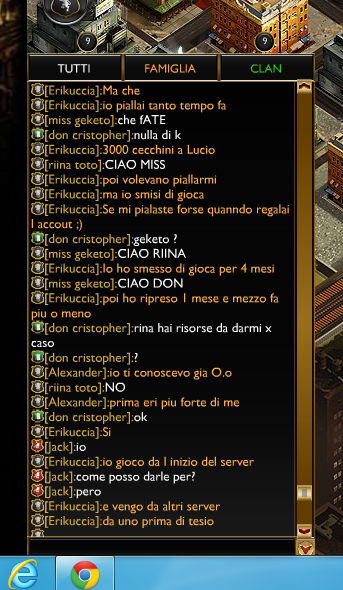 9
9
TUTTI
FAMIGLIA
CLAN
[Erikuccia]:Ma che
[Erikuccia]:io piallai tanto tempo fa
[miss geketo]:che fATE
[don cristopher]:nulla di k
[Erikuccia]:3000 cecchini a Lucio
[riina toto]:CIAO MISS
[Erikuccia]:poi volevano piallarmi
[Erikuccia]:ma io smisi di gioca
[Erikuccia]:Se mi pialaste forse quanndo regalai
l accout ;)
[don cristopher]:geketo ?
[miss geketo]:CIAO RIINA
[Erikuccia]:Io ho smesso di gioca per 4 mesi
[miss geketo]:CIAO DON
[Erikuccia]:poi ho ripreso 1 mese e mezzo fa
piu o meno
[don cristopher]:rina hai risorse da darmi x
caso
[don cristopher]:?
[Alexander]:io ti conoscevo gia O.o
[riina toto]:NO
[Alexander]:prima eri piu forte di me
[don cristopher]:ok
[Erikuccia]:Si
[Jack]:io
[Erikuccia]:io gioco da l inizio del server
[Jack]:come posso darle per?
[Jack]:pero
[Erikuccia]:e vengo da altri server
[Erikuccia]:da uno prima di tesio